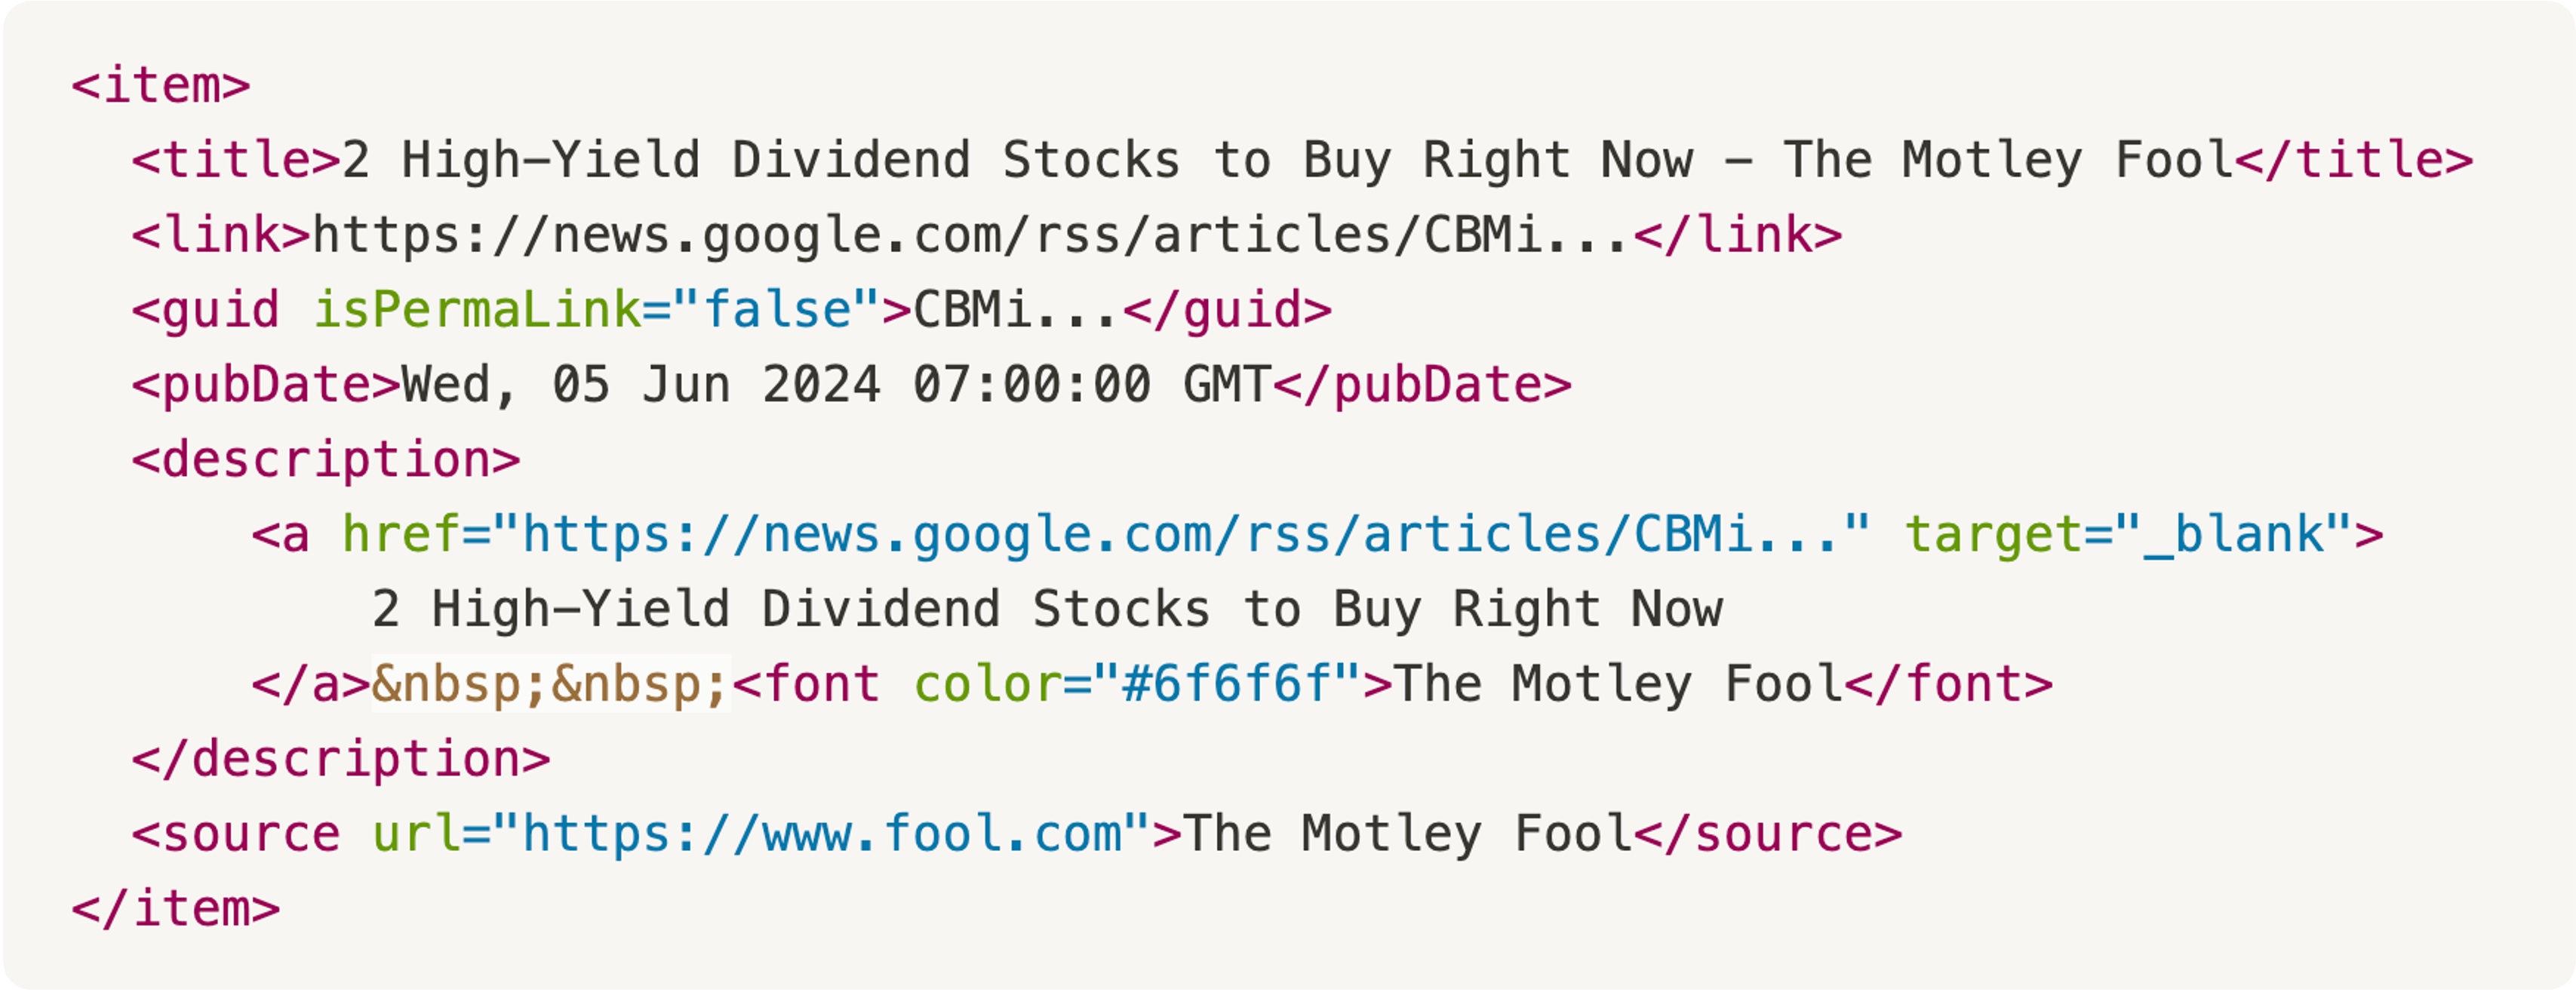 <item>
<title>2 High-Yield Dividend Stocks to Buy Right Now - The Motley Fool</title>
<link>https://news.google.com/rss/articles/CBMi...</link>
<guid isPermaLink="false">CBMi...</guid>
<pubDate>Wed, 05 Jun 2024 07:00:00 GMT</pubDate>
<description>
<a href="https://news.google.com/rss/articles/CBMi..." target="_blank">
2 High-Yield Dividend Stocks to Buy Right Now
</a>&nbsp;&nbsp;<font color="#6f6f6f">The Motley Fool</font>
</description>
<source url="https://www.fool.com">The Motley Fool</source>
</item>